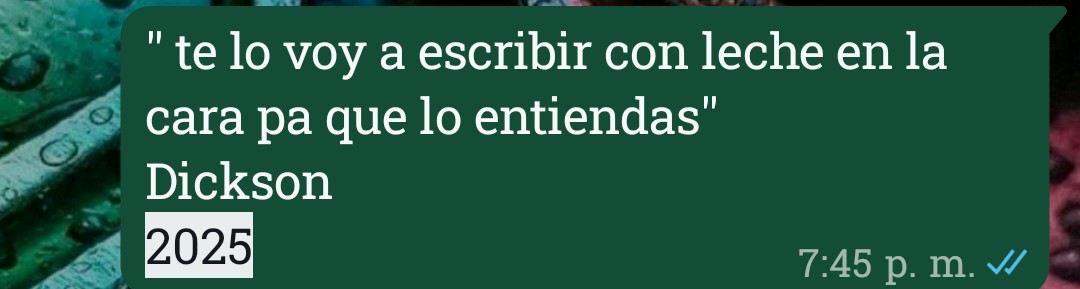 " te lo voy a escribir con leche en la
cara pa que lo entiendas"
Dickson
2025
7:45 p. m.